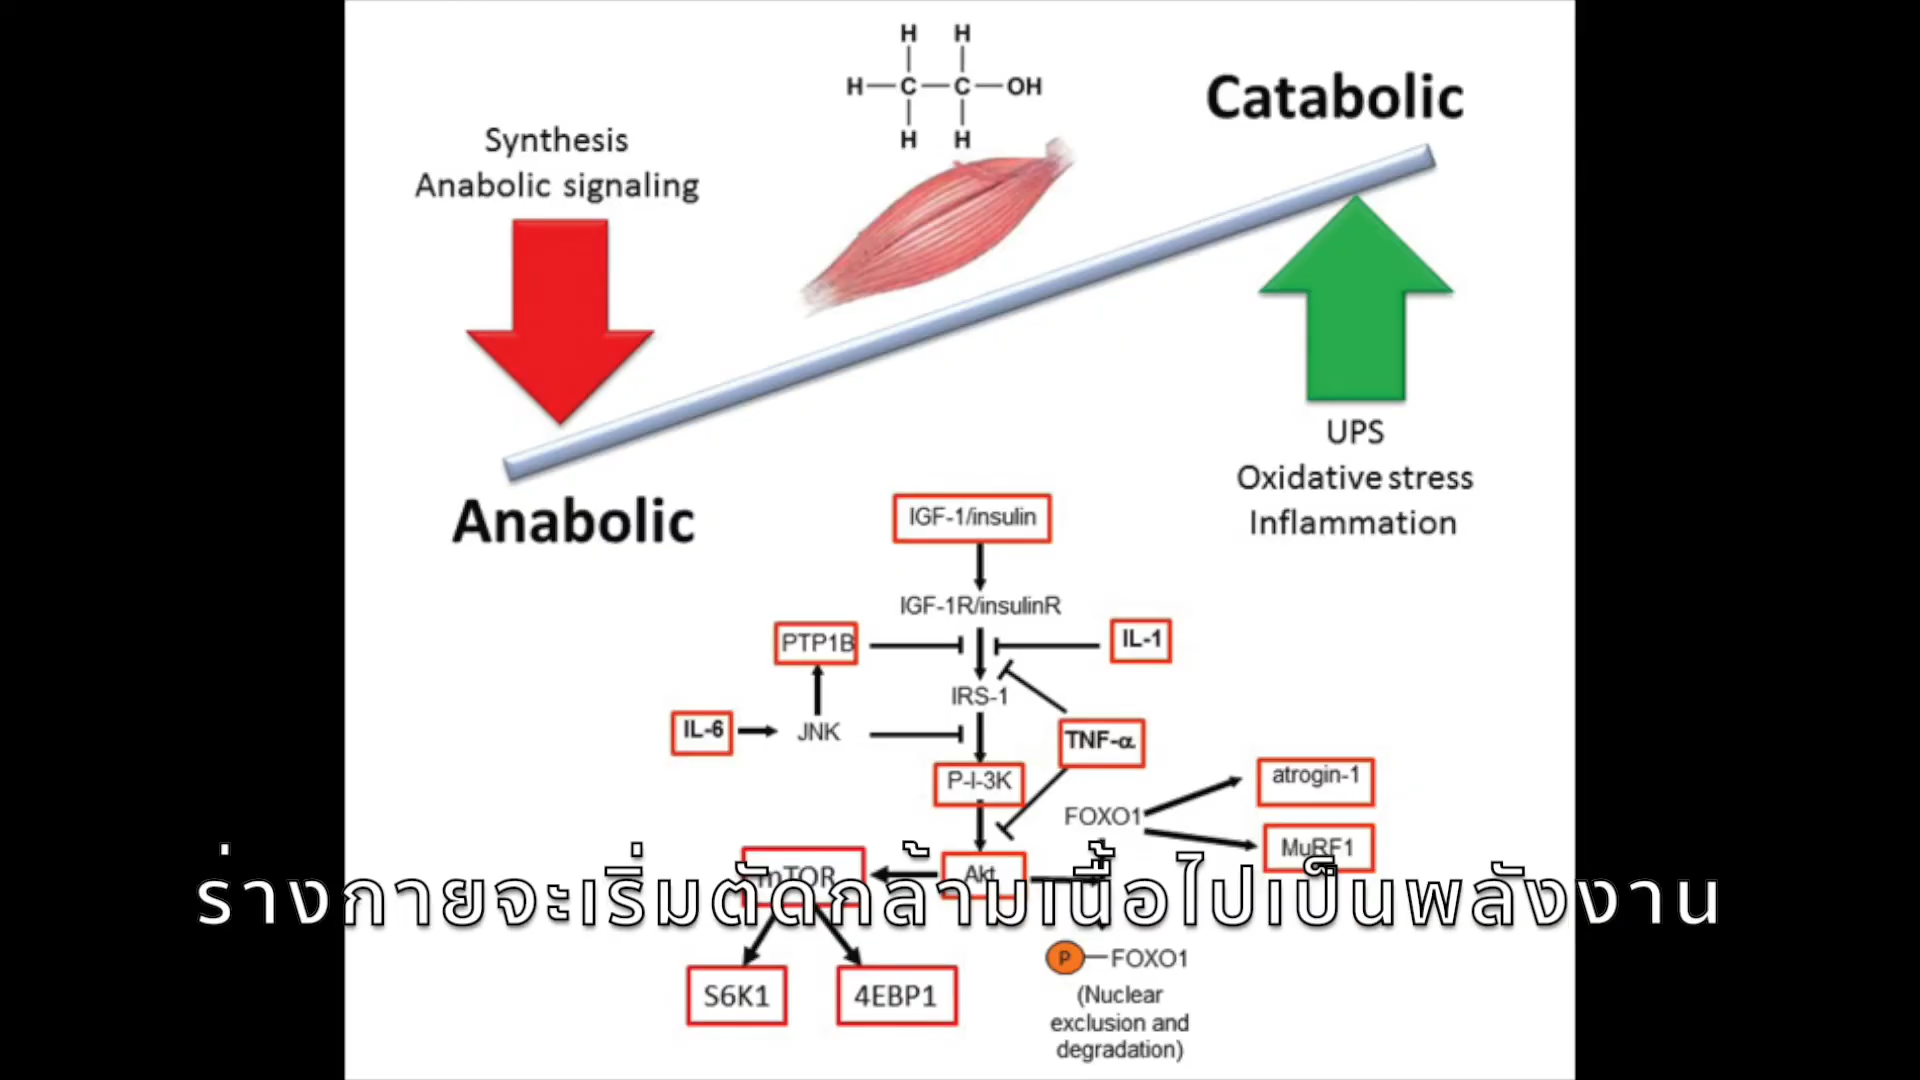 H H
H C C OH
H H
Catabolic
Synthesis
Anabolic signaling
UPS
Oxidative stress
Inflammation
Anabolic
IGF-1/insulin
IGF-1R/insulinR
PTP1B
IL-1
IRS-1
IL-6
JNK
TNF-α
P-I-3K
atrogin-1
FOXO1
MuRF1
mTOR
Akt
ร่างกายจะเริ่มตัดกล้ามเนื้อไปเป็นพลังงาน
P FOXO1
S6K1
4EBP1
(Nuclear
exclusion and
degradation)